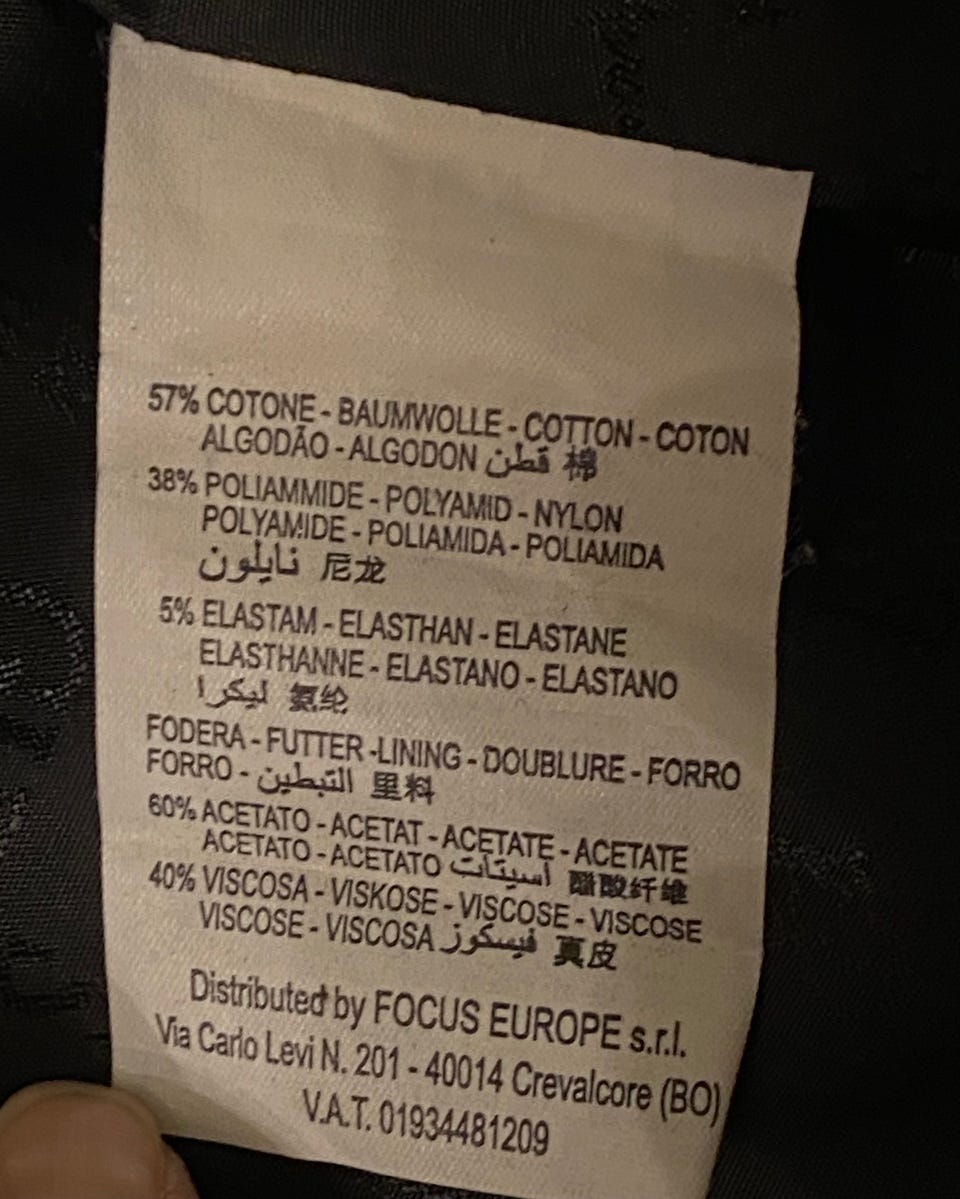 57% COTONE - BAUMWOLLE - COTTON - COTON
ALGODÃO - ALGODON قطن 棉
38% POLIAMMIDE - POLYAMID - NYLON
POLYAMIDE - POLIAMIDA - POLIAMIDA
نايلون 尼龙
5% ELASTAM - ELASTHAN - ELASTANE
ELASTHANNE - ELASTANO - ELASTANO
ليكرا 氨纶
FODERA - FUTTER -LINING - DOUBLURE - FORRO
FORRO - التبطين 里料
60% ACETATO - ACETAT - ACETATE - ACETATE
ACETATO - ACETATO أسيتات 醋酸纤维
40% VISCOSA - VISKOSE - VISCOSE - VISCOSE
VISCOSE - VISCOSA فيسكوز 真皮
Distributed by FOCUS EUROPE s.r.l.
Via Carlo Levi N. 201 - 40014 Crevalcore (BO)
V.A.T. 01934481209